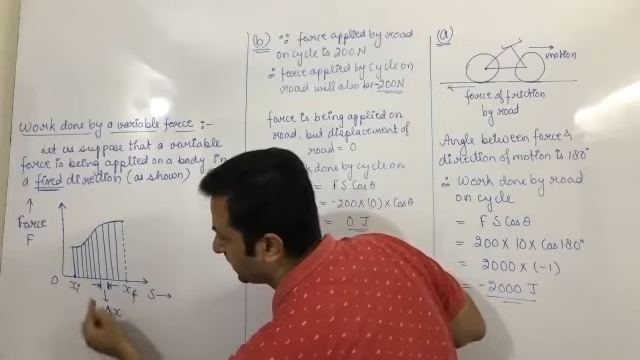 Work done by a variable force :-
Let us suppose that a variable
force is being applied on a body in
a fixed direction (as shown)
Force
F
O
xi
xf
S→
Δx
(b) ∵ force applied by road
on cycle is 200N
∴ force applied by cycle on
road will also be -200N
force is being applied on
road, but displacement of
road = 0
done by cycle on
= F S Cosθ
= -200×(0)×Cosθ
= 0 J
(a)
motion
force of friction
by road
Angle between force &
direction of motion is 180°
∴ Work done by road
on cycle
= F S Cosθ
= 200 × 10 × Cos 180°
= 2000 × (-1)
= -2000 J